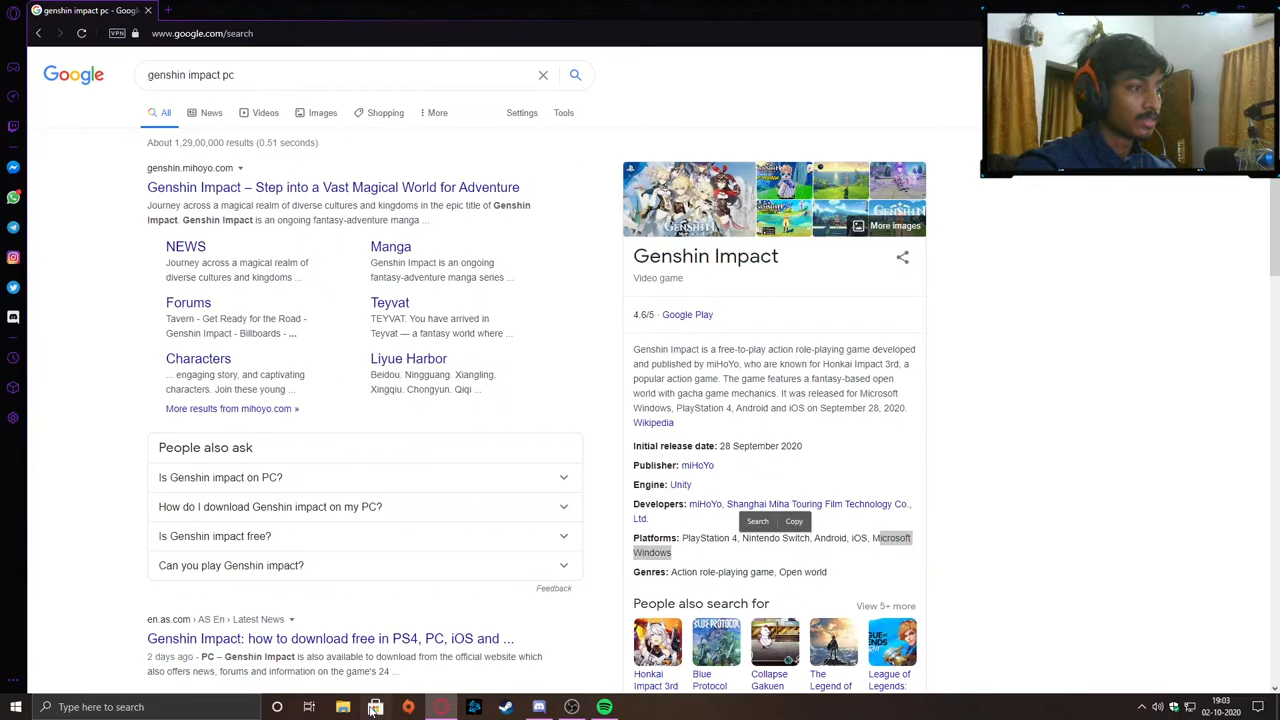 genshin impact pc - Goog
VPN
www.google.com/search
Google
genshin impact pc
All
News
Videos
Images
Shopping
More
Settings
Tools
About 1,29,00,000 results (0.51 seconds)
genshin.mihoyo.com
Genshin Impact – Step into a Vast Magical World for Adventure
Journey across a magical realm of diverse cultures and kingdoms in the epic title of Genshin
Impact. Genshin Impact is an ongoing fantasy-adventure manga ...
NEWS
Journey across a magical realm of
diverse cultures and kingdoms ...
Manga
Genshin Impact is an ongoing
fantasy-adventure manga series ...
Forums
Tavern - Get Ready for the Road -
Genshin Impact - Billboards - ...
Teyvat
TEYVAT. You have arrived in
Teyvat — a fantasy world where ...
Characters
... engaging story, and captivating
characters. Join these young ...
Liyue Harbor
Beidou. Ningguang. Xiangling.
Xingqiu. Chongyun. Qiqi ...
More results from mihoyo.com »
People also ask
Is Genshin impact on PC?
How do I download Genshin impact on my PC?
Is Genshin impact free?
Can you play Genshin impact?
Feedback
en.as.com › AS En › Latest News
Genshin Impact: how to download free in PS4, PC, iOS and ...
2 days ago - PC – Genshin Impact is also available to download from the official website which
also offers news, forums and information on the game's 24 ...
GENSHIN
More images
Genshin Impact
Video game
4.6/5 · Google Play
Genshin Impact is a free-to-play action role-playing game developed
and published by miHoYo, who are known for Honkai Impact 3rd, a
popular action game. The game features a fantasy-based open
world with gacha game mechanics. It was released for Microsoft
Windows, PlayStation 4, Android and iOS on September 28, 2020.
Wikipedia
Initial release date: 28 September 2020
Publisher: miHoYo
Engine: Unity
Developers: miHoYo, Shanghai Miha Touring Film Technology Co.,
Ltd.
Search
Copy
Platforms: PlayStation 4, Nintendo Switch, Android, iOS, Microsoft
Windows
Genres: Action role-playing game, Open world
People also search for
View 5+ more
Honkai
Impact 3rd
Blue
Protocol
Collapse
Gakuen
The
Legend of
League of
Legends:
Type here to search
19:03
02-10-2020